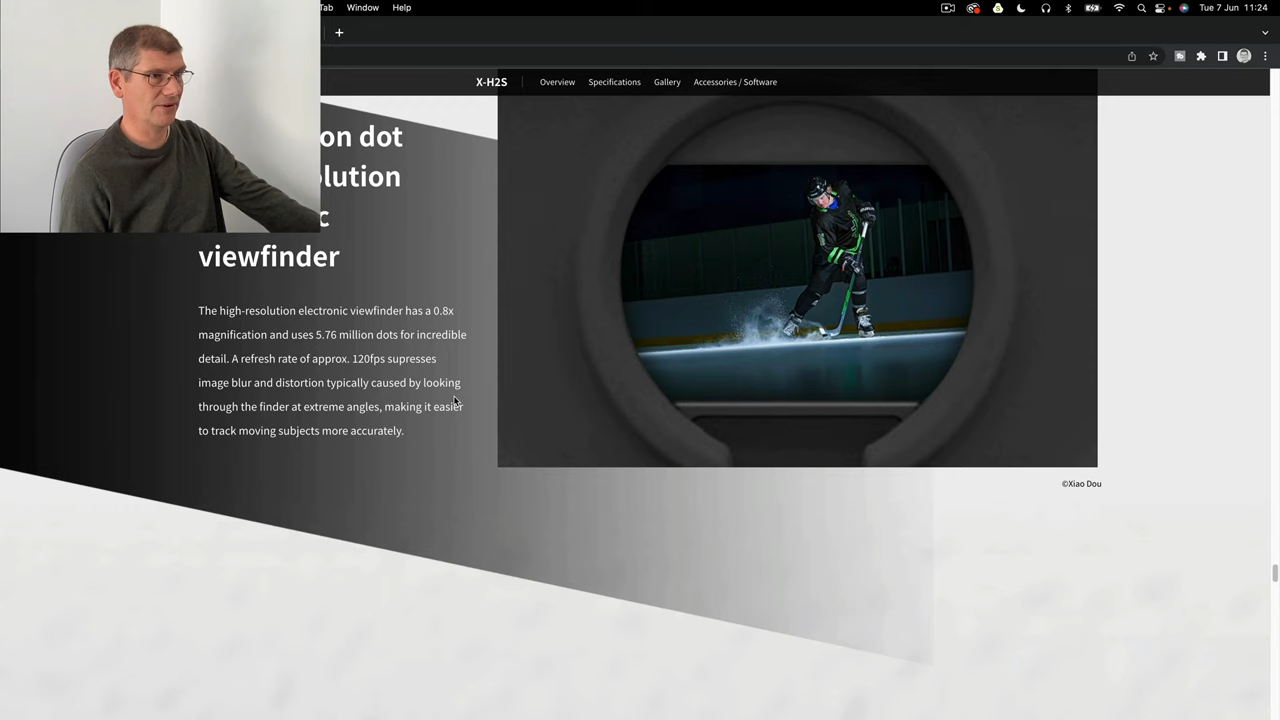 Tab Window Help Tue 7 Jun 11:24
X-H2S Overview Specifications Gallery Accessories / Software
on dot
lution
c
viewfinder
The high-resolution electronic viewfinder has a 0.8x
magnification and uses 5.76 million dots for incredible
detail. A refresh rate of approx. 120fps supresses
image blur and distortion typically caused by looking
through the finder at extreme angles, making it easier
to track moving subjects more accurately.
©Xiao Dou